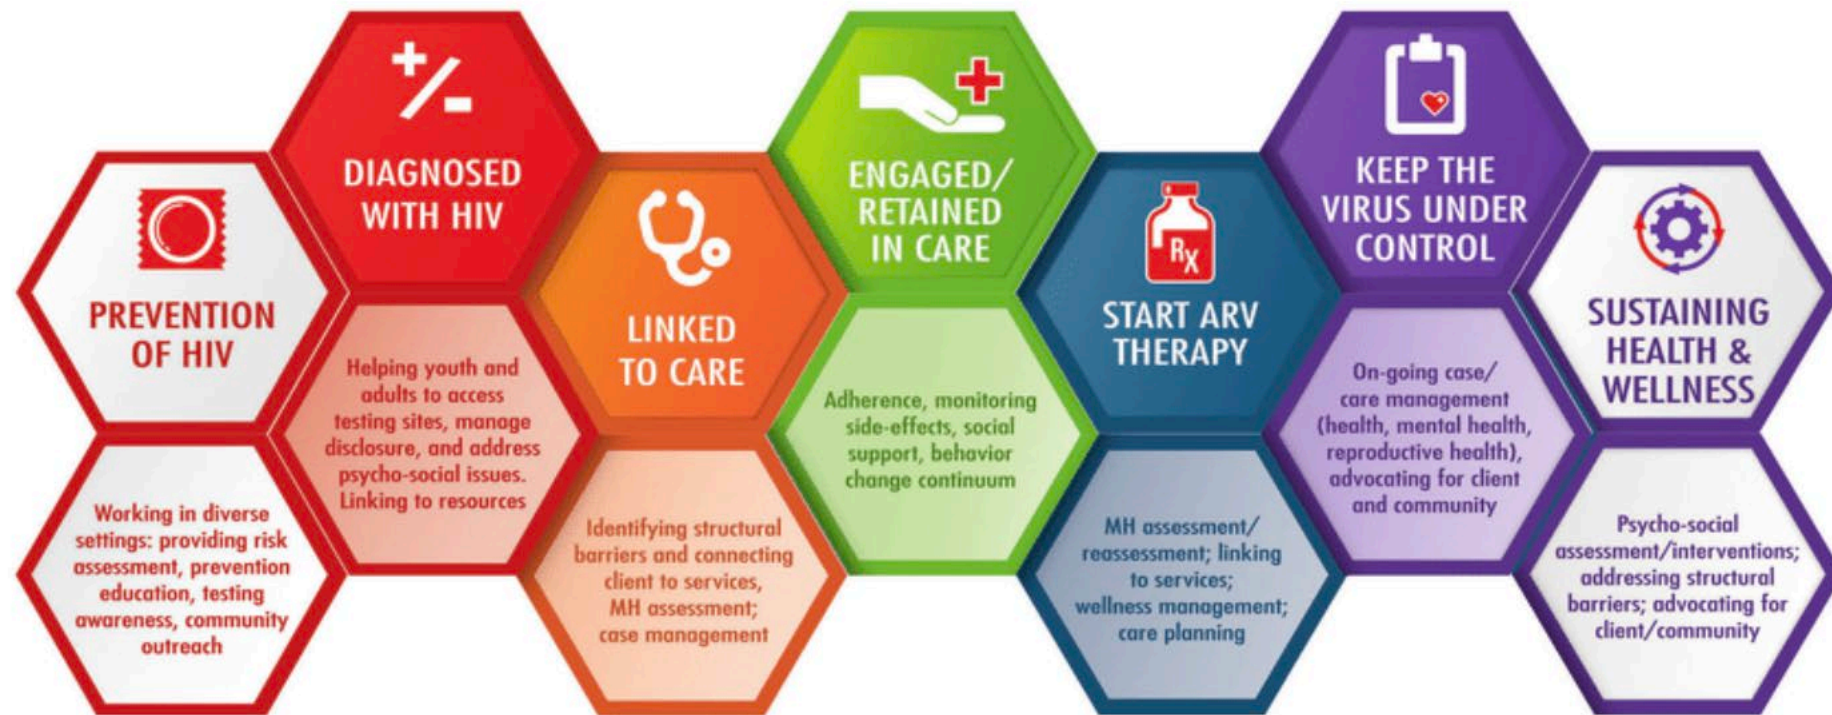 PREVENTION
OF HIV
Working in diverse
settings: providing risk
assessment, prevention
education, testing
awareness, community
outreach
+/-
DIAGNOSED
WITH HIV
Helping youth and
adults to access
testing sites, manage
disclosure, and address
psycho-social issues.
Linking to resources
LINKED
TO CARE
Identifying structural
barriers and connecting
client to services,
MH assessment;
case management
ENGAGED/
RETAINED
IN CARE
Adherence, monitoring
side-effects, social
support, behavior
change continuum
Rx
START ARV
THERAPY
MH assessment/
reassessment; linking
to services;
wellness management;
care planning
KEEP THE
VIRUS UNDER
CONTROL
On-going case/
care management
(health, mental health,
reproductive health),
advocating for client
and community
SUSTAINING
HEALTH &
WELLNESS
Psycho-social
assessment/interventions;
addressing structural
barriers; advocating for
client/community